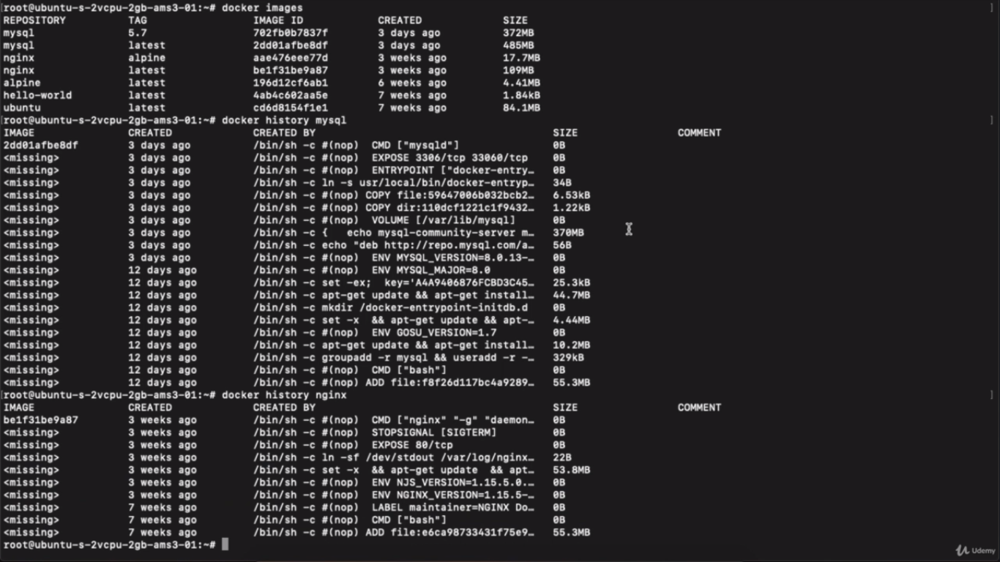 [root@ubuntu-s-2vcpu-2gb-ams3-01:~# docker images ]
REPOSITORY TAG IMAGE ID CREATED SIZE
mysql 5.7 702fb0b7837f 3 days ago 372MB
mysql latest 2dd01afbe8df 3 days ago 485MB
nginx alpine aae476eee77d 3 weeks ago 17.7MB
nginx latest be1f31be9a87 3 weeks ago 109MB
alpine latest 196d12cf6ab1 6 weeks ago 4.41MB
hello-world latest 4ab4c602aa5e 7 weeks ago 1.84kB
ubuntu latest cd6d8154f1e1 7 weeks ago 84.1MB
[root@ubuntu-s-2vcpu-2gb-ams3-01:~# docker history mysql ]
IMAGE CREATED CREATED BY SIZE COMMENT
2dd01afbe8df 3 days ago /bin/sh -c #(nop) CMD ["mysqld"] 0B
<missing> 3 days ago /bin/sh -c #(nop) EXPOSE 3306/tcp 33060/tcp 0B
<missing> 3 days ago /bin/sh -c #(nop) ENTRYPOINT ["docker-entry… 0B
<missing> 3 days ago /bin/sh -c ln -s usr/local/bin/docker-entryp… 34B
<missing> 3 days ago /bin/sh -c #(nop) COPY file:59647006b032bcb2… 6.53kB
<missing> 3 days ago /bin/sh -c #(nop) COPY dir:110dcf1221c1f9432… 1.22kB
<missing> 3 days ago /bin/sh -c #(nop) VOLUME [/var/lib/mysql] 0B
<missing> 3 days ago /bin/sh -c { echo mysql-community-server m… 370MB
<missing> 3 days ago /bin/sh -c echo "deb http://repo.mysql.com/a… 56B
<missing> 3 days ago /bin/sh -c #(nop) ENV MYSQL_VERSION=8.0.13-… 0B
<missing> 12 days ago /bin/sh -c #(nop) ENV MYSQL_MAJOR=8.0 0B
<missing> 12 days ago /bin/sh -c set -ex; key='A4A9406876FCBD3C45… 25.3kB
<missing> 12 days ago /bin/sh -c apt-get update && apt-get install… 44.7MB
<missing> 12 days ago /bin/sh -c mkdir /docker-entrypoint-initdb.d 0B
<missing> 12 days ago /bin/sh -c set -x && apt-get update && apt-… 4.44MB
<missing> 12 days ago /bin/sh -c #(nop) ENV GOSU_VERSION=1.7 0B
<missing> 12 days ago /bin/sh -c apt-get update && apt-get install… 10.2MB
<missing> 12 days ago /bin/sh -c groupadd -r mysql && useradd -r -… 329kB
<missing> 12 days ago /bin/sh -c #(nop) CMD ["bash"] 0B
<missing> 12 days ago /bin/sh -c #(nop) ADD file:f8f26d117bc4a9289… 55.3MB
[root@ubuntu-s-2vcpu-2gb-ams3-01:~# docker history nginx ]
IMAGE CREATED CREATED BY SIZE COMMENT
be1f31be9a87 3 weeks ago /bin/sh -c #(nop) CMD ["nginx" "-g" "daemon… 0B
<missing> 3 weeks ago /bin/sh -c #(nop) STOPSIGNAL [SIGTERM] 0B
<missing> 3 weeks ago /bin/sh -c #(nop) EXPOSE 80/tcp 0B
<missing> 3 weeks ago /bin/sh -c ln -sf /dev/stdout /var/log/nginx… 22B
<missing> 3 weeks ago /bin/sh -c set -x && apt-get update && apt… 53.8MB
<missing> 3 weeks ago /bin/sh -c #(nop) ENV NJS_VERSION=1.15.5.0.… 0B
<missing> 3 weeks ago /bin/sh -c #(nop) ENV NGINX_VERSION=1.15.5-… 0B
<missing> 7 weeks ago /bin/sh -c #(nop) LABEL maintainer=NGINX Do… 0B
<missing> 7 weeks ago /bin/sh -c #(nop) CMD ["bash"] 0B
<missing> 7 weeks ago /bin/sh -c #(nop) ADD file:e6ca98733431f75e9… 55.3MB
root@ubuntu-s-2vcpu-2gb-ams3-01:~#
Udemy